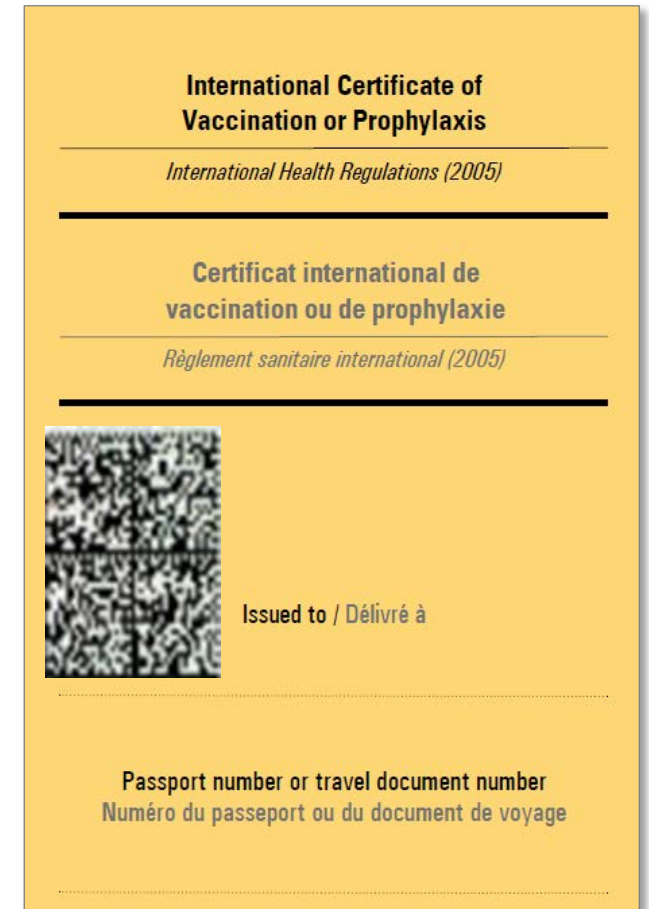 International Certificate of
Vaccination or Prophylaxis
International Health Regulations (2005)
Certificat international de
vaccination ou de prophylaxie
Règlement sanitaire international (2005)
Issued to / Délivré à
Passport number or travel document number
Numéro du passeport ou du document de voyage